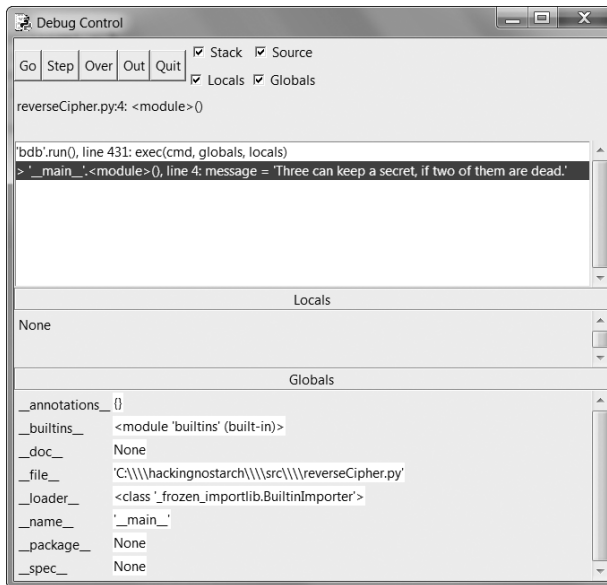 Debug Control
Go Step Over Out Quit Stack Source
Locals Globals
reverseCipher.py:4: <module>()
'bdb'.run(), line 431: exec(cmd, globals, locals)
> '__main__'.<module>(), line 4: message = 'Three can keep a secret, if two of them are dead.'
Locals
None
Globals
__annotations__ {}
__builtins__ <module 'builtins' (built-in)>
__doc__ None
__file__ 'C:\\\\hackingnostarch\\\\src\\\\reverseCipher.py'
__loader__ <class '_frozen_importlib.BuiltinImporter'>
__name__ '__main__'
__package__ None
__spec__ None